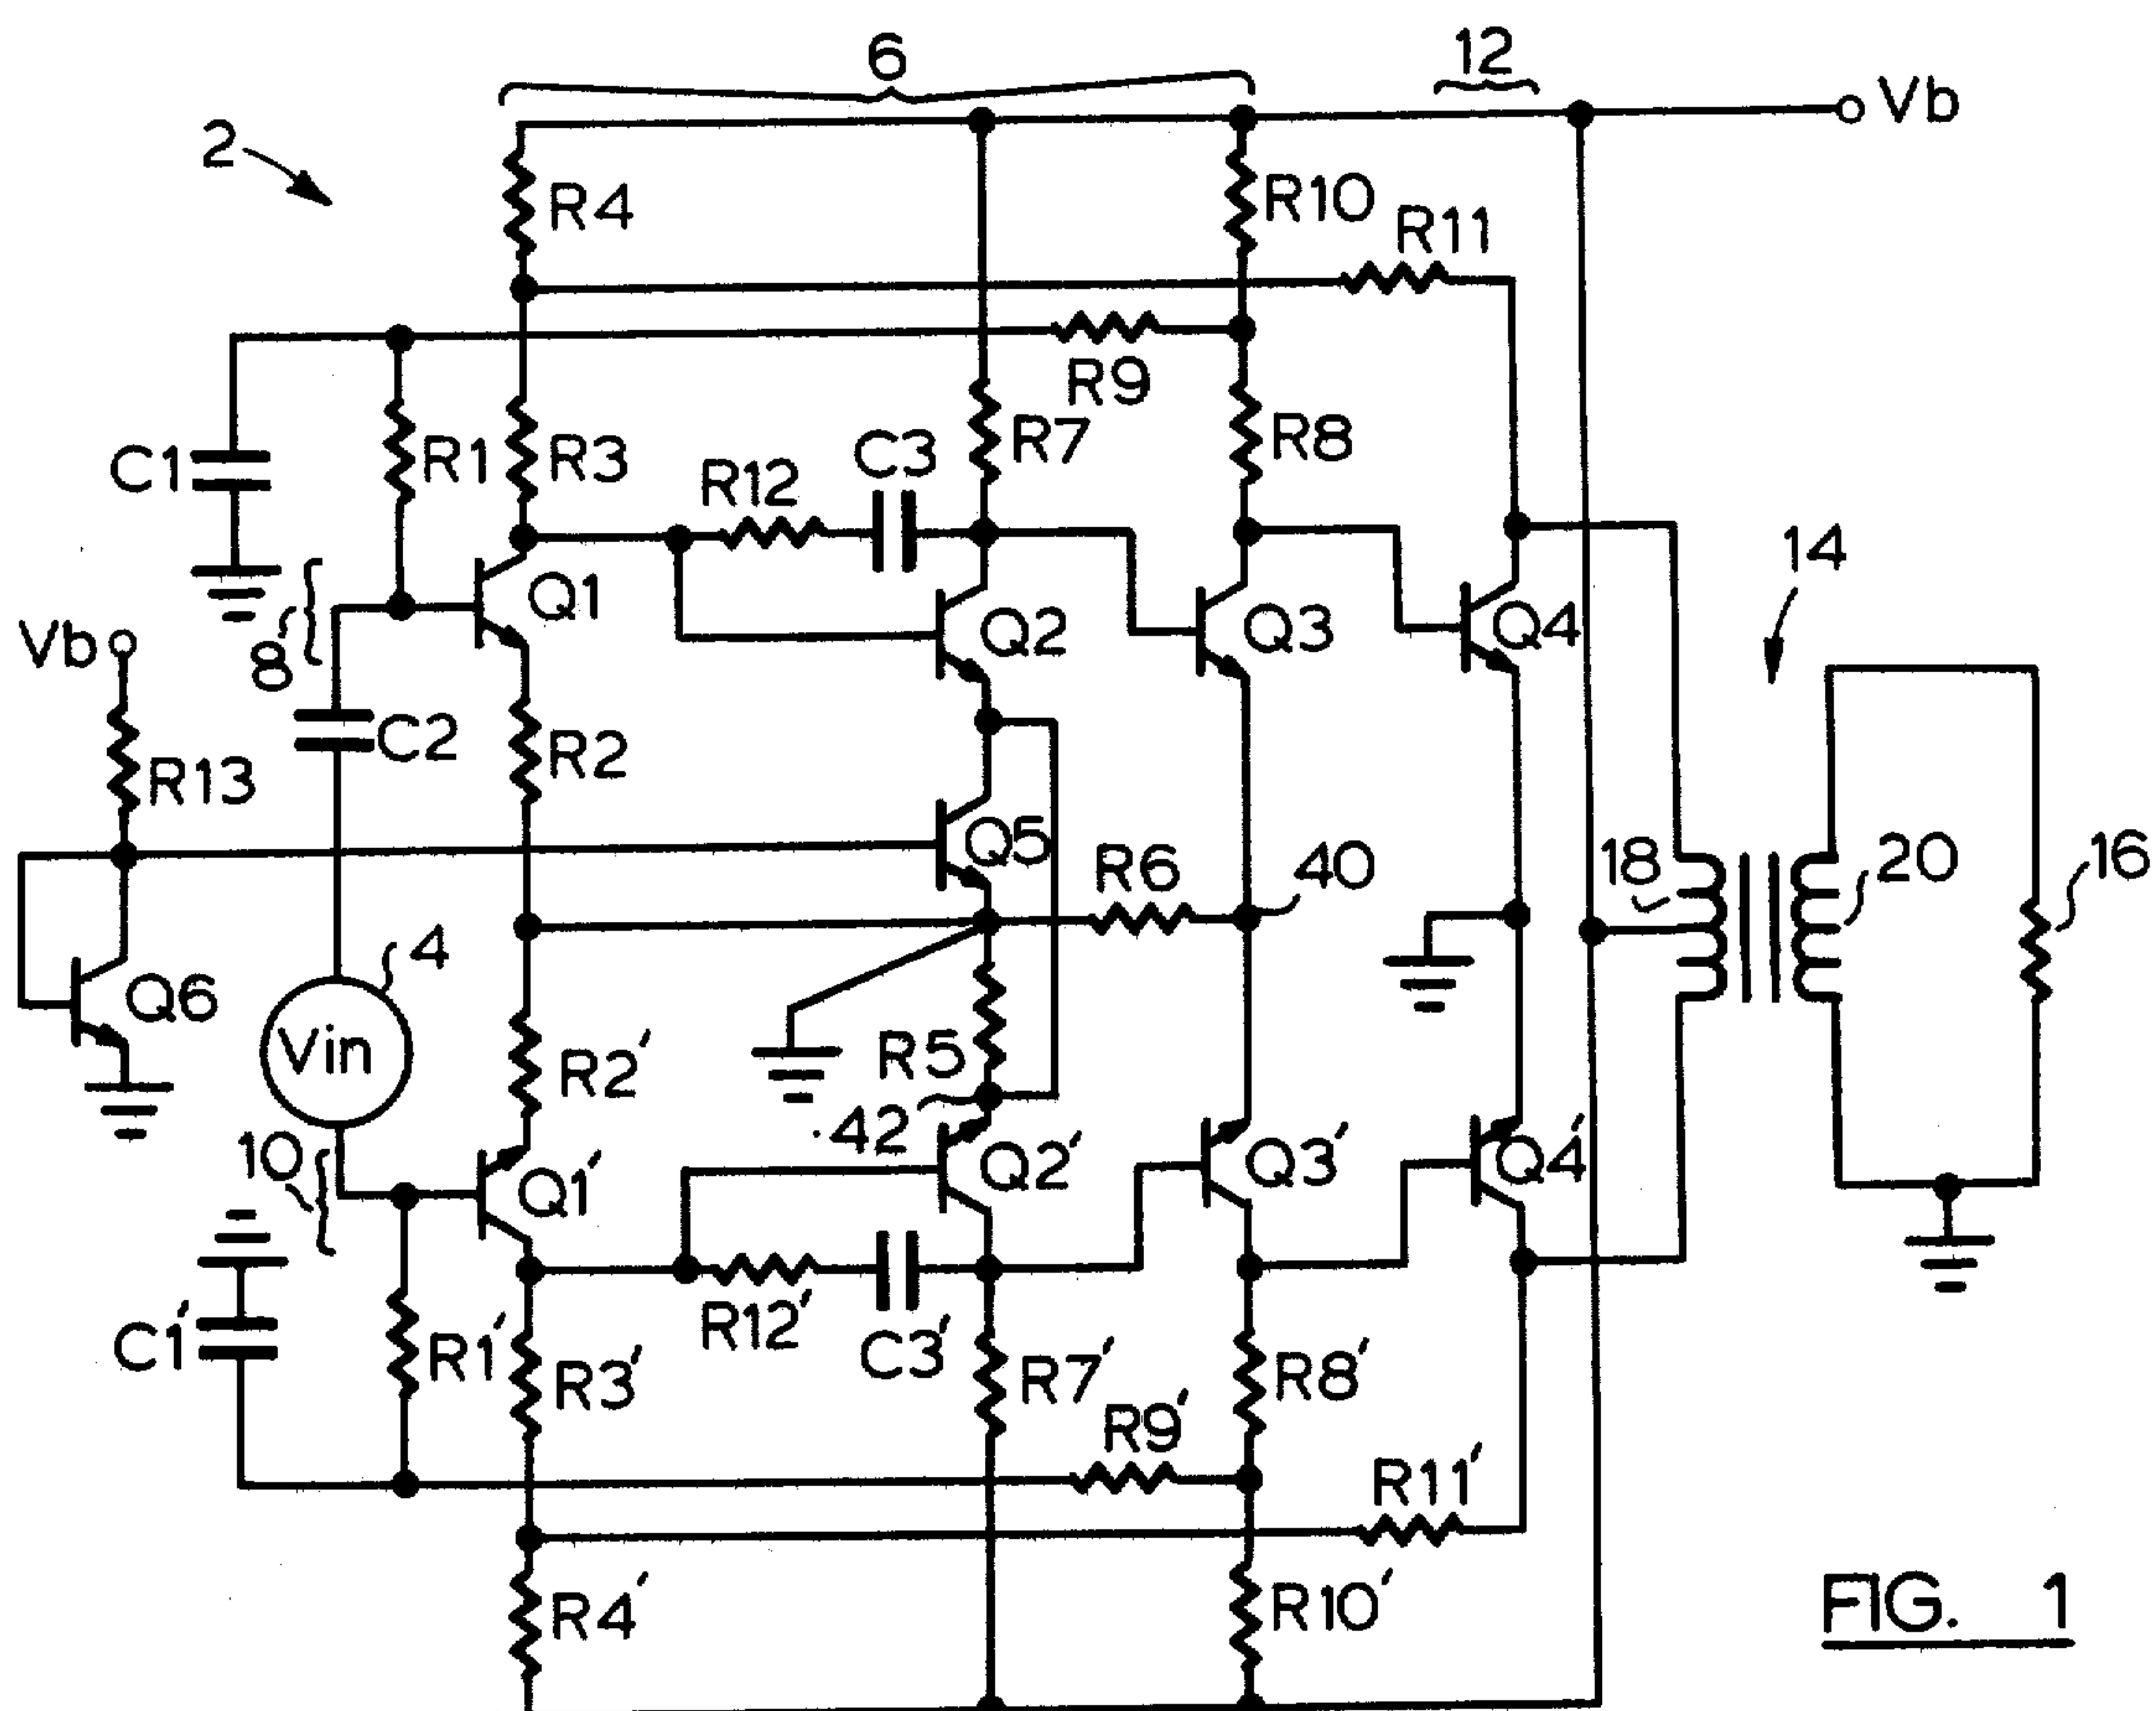 6
12
Vb
2
R4
R10
R11
R9
C1
R1
R3
R12
C3
R7
R8
14
8
Q1
Q2
Q3
Q4
Vb
C2
R2
R13
Q5
R6
40
18
20
16
4
Q6
Vin
R2′
R5
42
10
Q1′
Q2′
Q3′
Q4′
C1′
R1′
R12′
C3′
R3′
R7′
R8′
R9′
R11′
R4′
R10′
FIG. 1